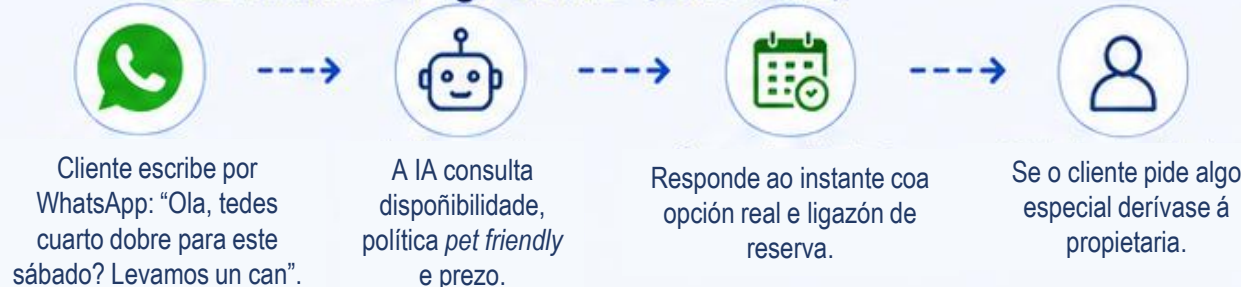 Cliente escribe por
WhatsApp: “Ola, tedes
cuarto dobre para este
sábado? Levamos un can”.
A IA consulta
dispoñibilidade,
política pet friendly
e prezo.
Responde ao instante coa
opción real e ligazón de
reserva.
Se o cliente pide algo
especial derívase á
propietaria.